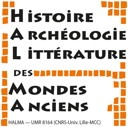 HISTOIRE
ARCHÉOLOGIE
LITTÉRATURE
DES
MONDES
ANCIENS
HALMA — UMR 8164 (CNRS-Univ. Lille-MCC)